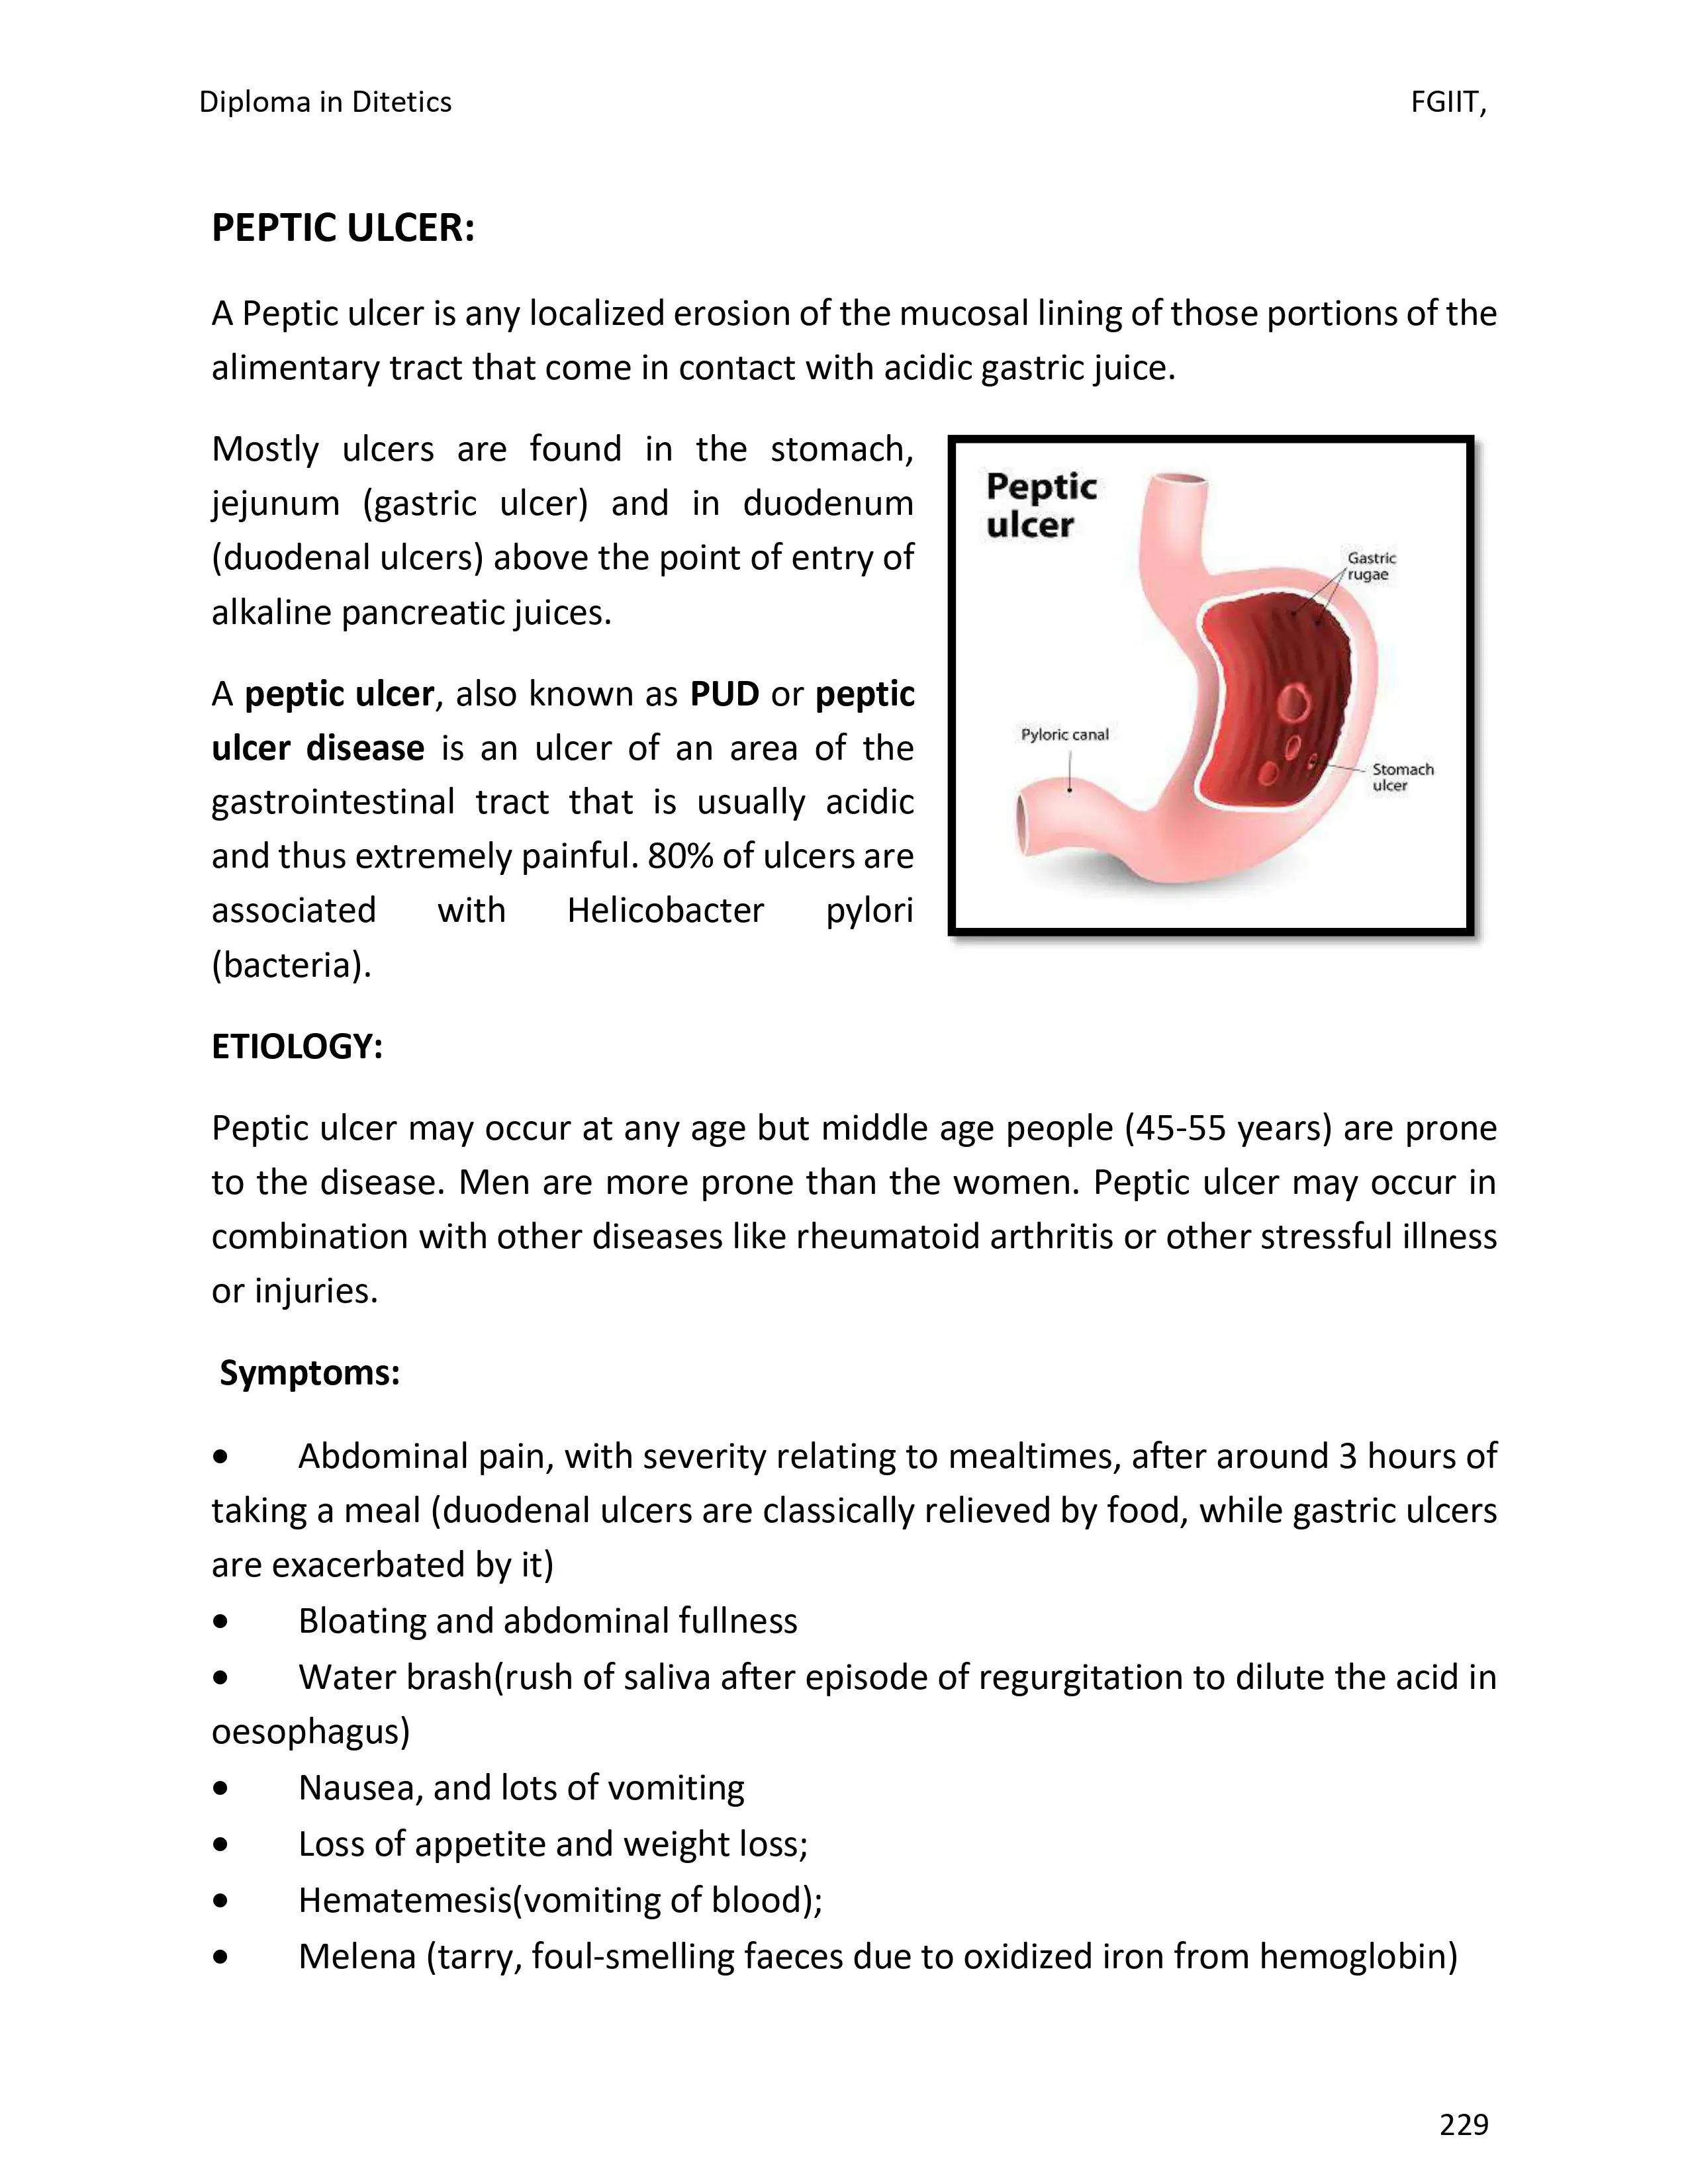 Diploma in Ditetics
FGIIT,
PEPTIC ULCER:
A Peptic ulcer is any localized erosion of the mucosal lining of those portions of the
alimentary tract that come in contact with acidic gastric juice.
Mostly ulcers are found in the stomach,
jejunum (gastric ulcer) and in duodenum
(duodenal ulcers) above the point of entry of
alkaline pancreatic juices.
A peptic ulcer, also known as PUD or peptic
ulcer disease is an ulcer of an area of the
gastrointestinal tract that is usually acidic
and thus extremely painful. 80% of ulcers are
associated with Helicobacter pylori
(bacteria).
Peptic
ulcer
Gastric
rugae
Pyloric canal
Stomach
ulcer
ETIOLOGY:
Peptic ulcer may occur at any age but middle age people (45-55 years) are prone
to the disease. Men are more prone than the women. Peptic ulcer may occur in
combination with other diseases like rheumatoid arthritis or other stressful illness
or injuries.
Symptoms:
• Abdominal pain, with severity relating to mealtimes, after around 3 hours of
taking a meal (duodenal ulcers are classically relieved by food, while gastric ulcers
are exacerbated by it)
• Bloating and abdominal fullness
• Water brash(rush of saliva after episode of regurgitation to dilute the acid in
oesophagus)
• Nausea, and lots of vomiting
• Loss of appetite and weight loss;
• Hematemesis(vomiting of blood);
• Melena (tarry, foul-smelling faeces due to oxidized iron from hemoglobin)
229